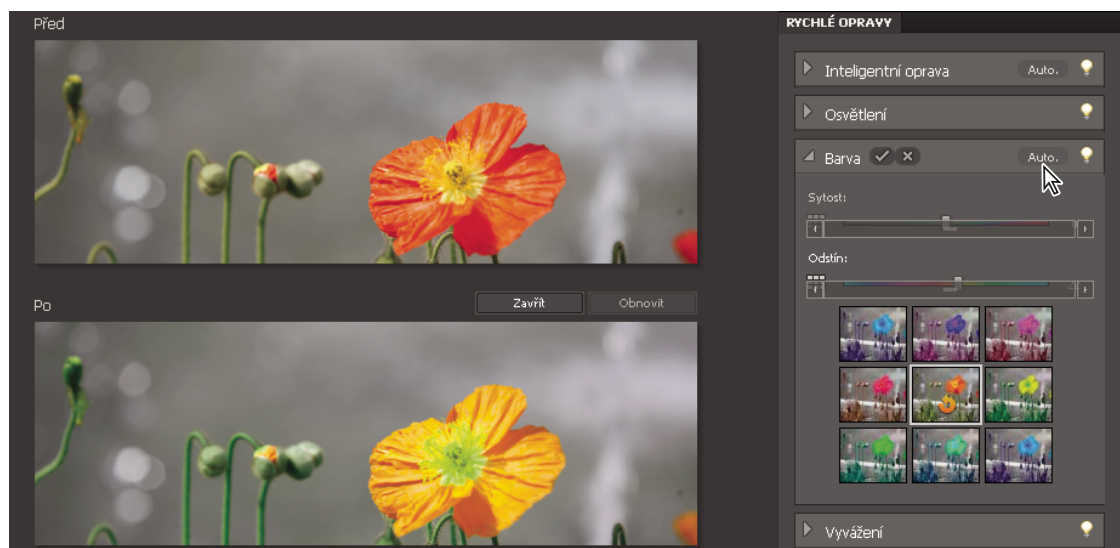 Před
RYCHLÉ OPRAVY
Inteligentní oprava Auto.
Osvětlení
Barva Auto.
Sytost:
Odstín:
Po Zavřít Obnovit
Vyvážení